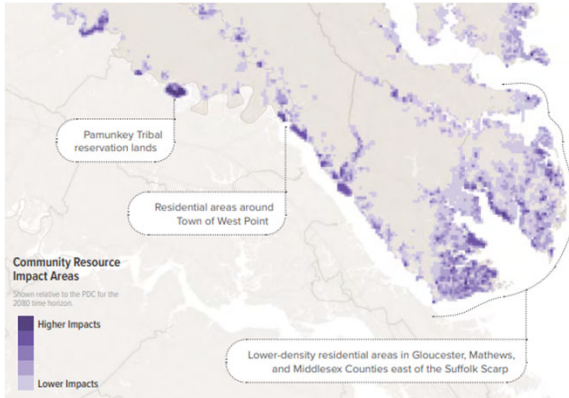 Pamunkey Tribal
reservation lands
Residential areas around
Town of West Point
Community Resource
Impact Areas
Shown relative to the PDC for the
2080 time horizon.
Higher Impacts
Lower Impacts
Lower-density residential areas in Gloucester, Mathews,
and Middlesex Counties east of the Suffolk Scarp